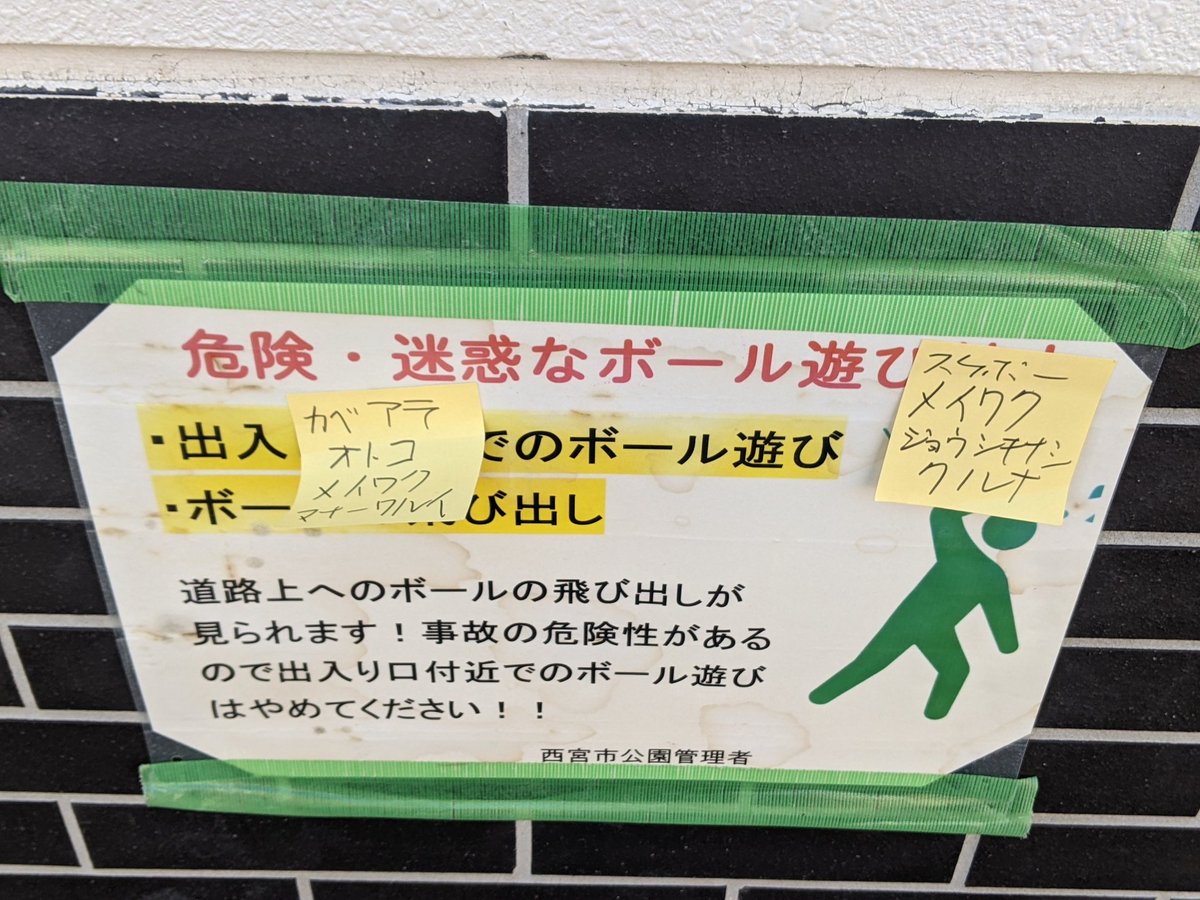 危険・迷惑なボール遊び
・出入
でのボール遊び
・ボー
び出し
カベアテ
オトコ
メイワク
マナーワルイ
スケボー
メイワク
ジョウシキナシ
クルナ
道路上へのボールの飛び出しが
見られます！事故の危険性がある
ので出入り口付近でのボール遊び
はやめてください！！
西宮市公園管理者